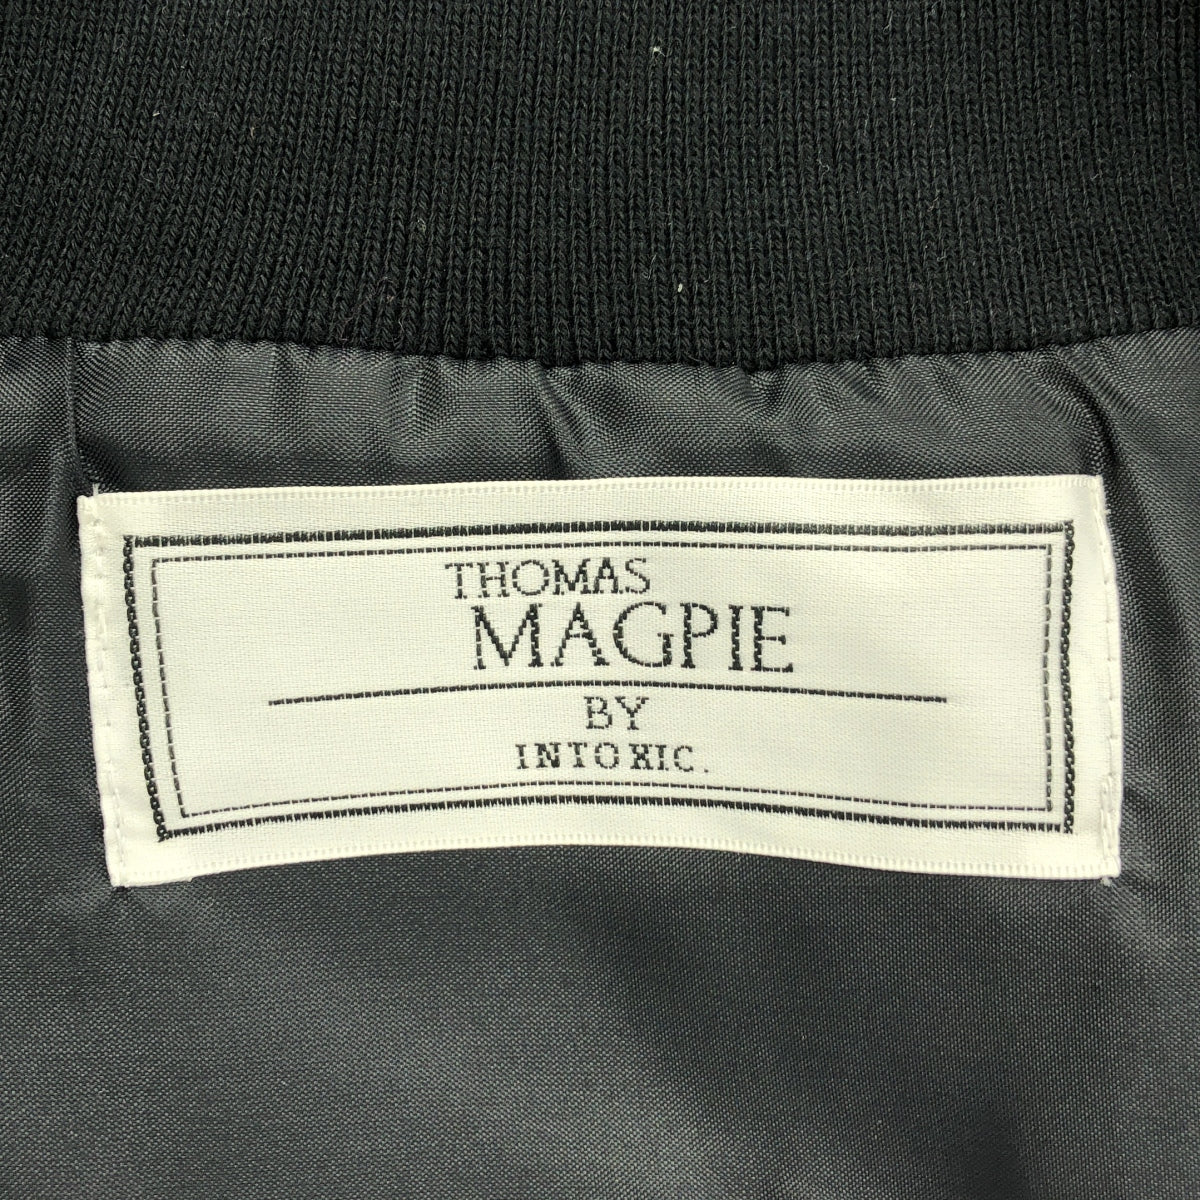 THOMAS
MAGPIE
BY
INTOXIC.